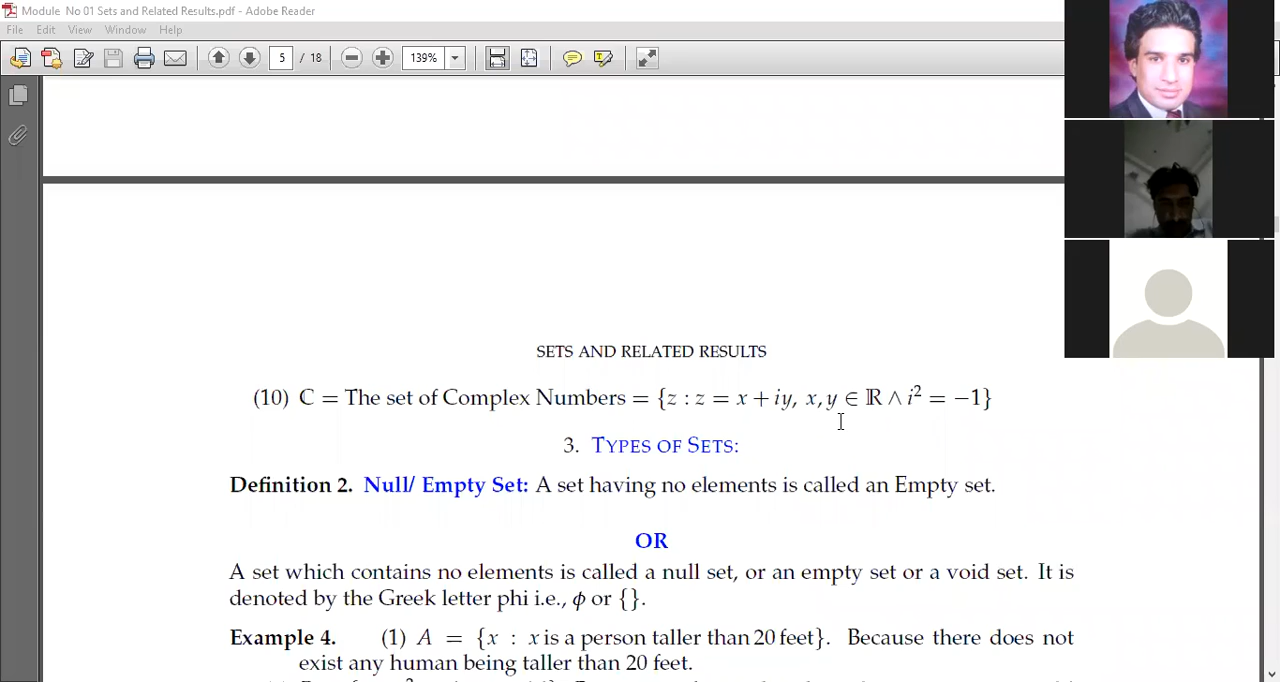 Module No 01 Sets and Related Results.pdf - Adobe Reader
File Edit View Window Help
5 / 18 139%
SETS AND RELATED RESULTS
(10) ℂ = The set of Complex Numbers = {z : z = x + iy, x, y ∈ ℝ ∧ i² = −1}
3. TYPES OF SETS:
Definition 2. Null/ Empty Set: A set having no elements is called an Empty set.
OR
A set which contains no elements is called a null set, or an empty set or a void set. It is
denoted by the Greek letter phi i.e., ϕ or {}.
Example 4. (1) A = {x : x is a person taller than 20 feet}. Because there does not
exist any human being taller than 20 feet.